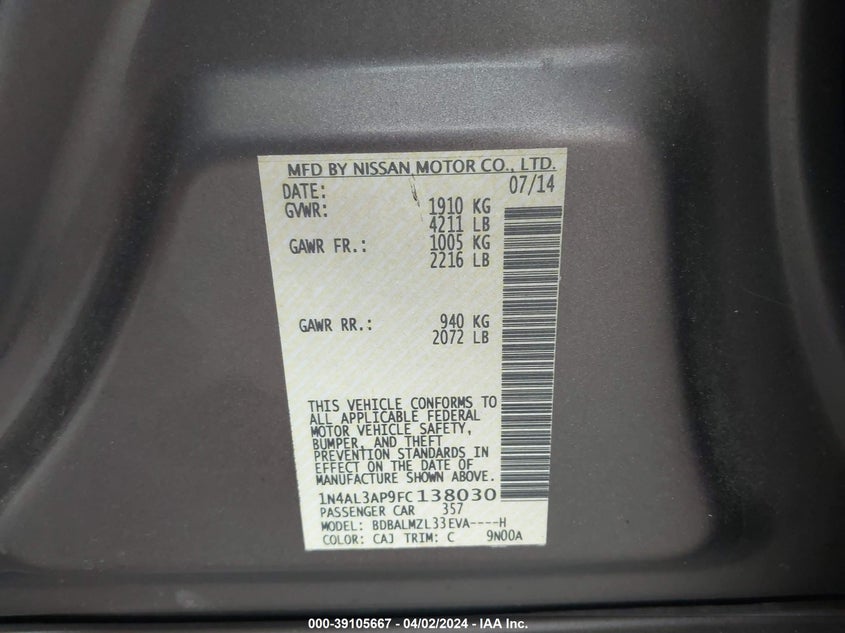 MFD BY NISSAN MOTOR CO., LTD.
DATE: 07/14
GVWR: 1910 KG
4211 LB
GAWR FR.: 1005 KG
2216 LB
GAWR RR.: 940 KG
2072 LB
THIS VEHICLE CONFORMS TO
ALL APPLICABLE FEDERAL
MOTOR VEHICLE SAFETY,
BUMPER, AND THEFT
PREVENTION STANDARDS IN
EFFECT ON THE DATE OF
MANUFACTURE SHOWN ABOVE.
1N4AL3AP9FC138030
PASSENGER CAR 357
MODEL: BDBALMZL33EVA----H
COLOR: CAJ TRIM: C 9N00A
000-39105667 - 04/02/2024 - IAA Inc.